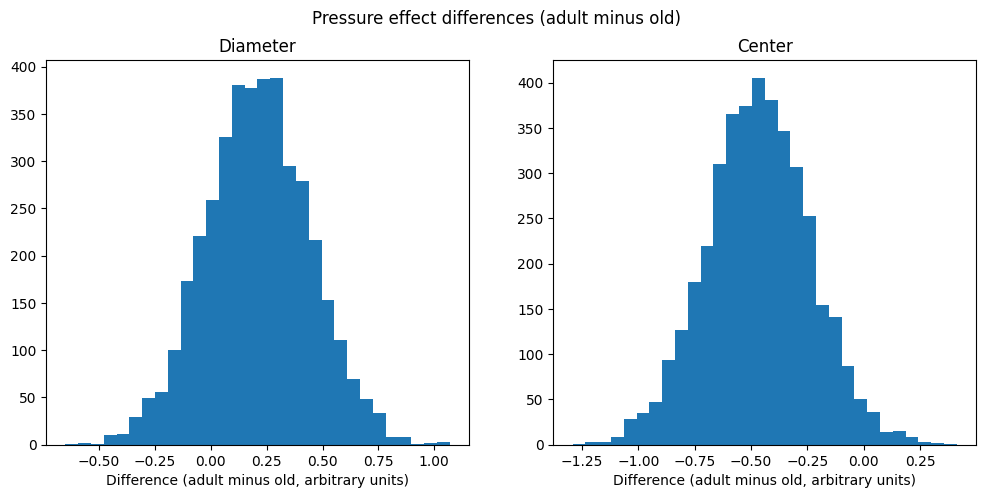 Pressure effect differences (adult minus old)
Diameter
400
350
300
250
200
150
100
50
0
−0.50 −0.25 0.00 0.25 0.50 0.75 1.00
Difference (adult minus old, arbitrary units)
Center
400
350
300
250
200
150
100
50
0
−1.25 −1.00 −0.75 −0.50 −0.25 0.00 0.25
Difference (adult minus old, arbitrary units)